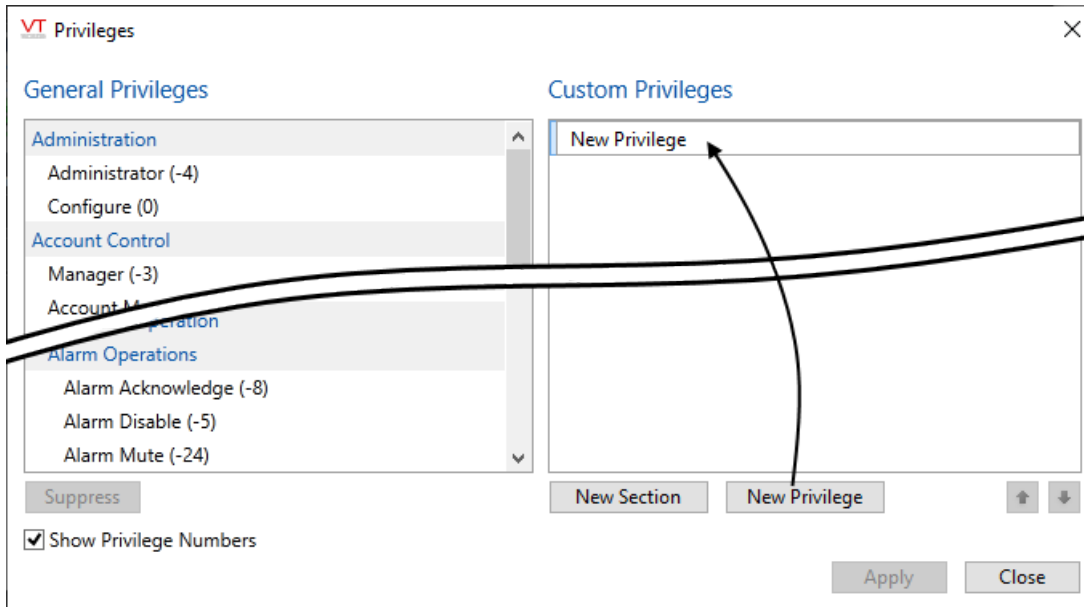 VT Privileges
General Privileges
Administration
Administrator (-4)
Configure (0)
Account Control
Manager (-3)
Account
Alarm Operations
Alarm Acknowledge (-8)
Alarm Disable (-5)
Alarm Mute (-24)
Suppress
Show Privilege Numbers
Custom Privileges
New Privilege
New Section
New Privilege
Apply
Close